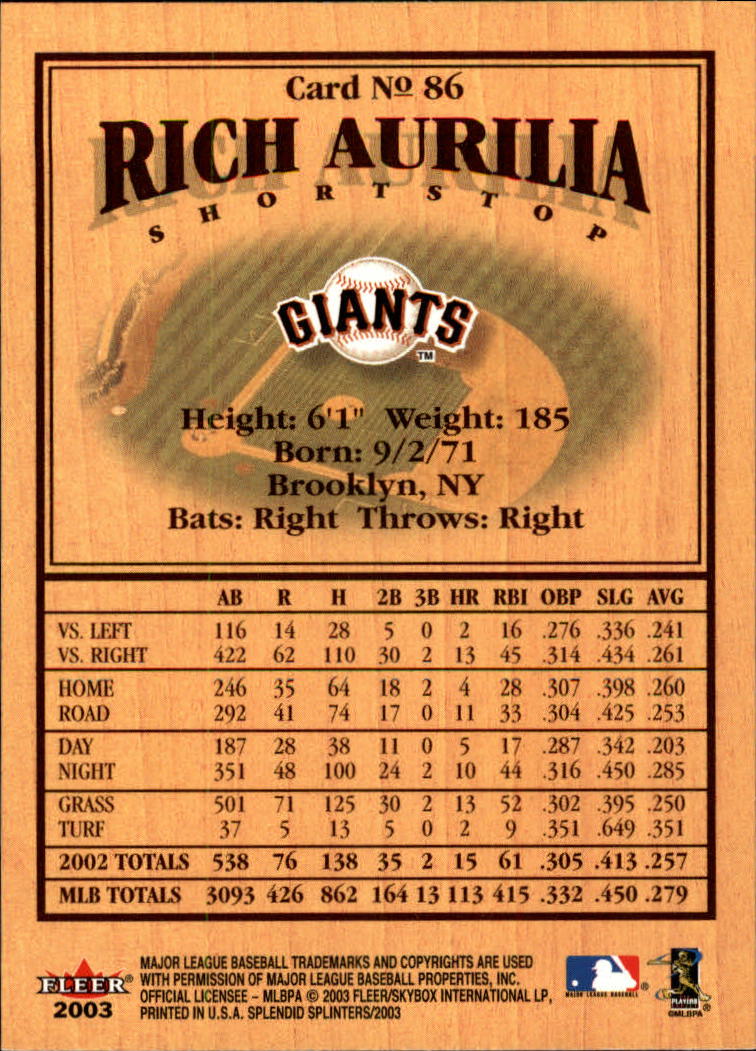 Card Nº 86
RICH AURILIA
SHORTSTOP
GIANTS
TM
Height: 6'1" Weight: 185
Born: 9/2/71
Brooklyn, NY
Bats: Right Throws: Right
AB R H 2B 3B HR RBI OBP SLG AVG
VS. LEFT 116 14 28 5 0 2 16 .276 .336 .241
VS. RIGHT 422 62 110 30 2 13 45 .314 .434 .261
HOME 246 35 64 18 2 4 28 .307 .398 .260
ROAD 292 41 74 17 0 11 33 .304 .425 .253
DAY 187 28 38 11 0 5 17 .287 .342 .203
NIGHT 351 48 100 24 2 10 44 .316 .450 .285
GRASS 501 71 125 30 2 13 52 .302 .395 .250
TURF 37 5 13 5 0 2 9 .351 .649 .351
2002 TOTALS 538 76 138 35 2 15 61 .305 .413 .257
MLB TOTALS 3093 426 862 164 13 113 415 .332 .450 .279
FLEER®
2003
MAJOR LEAGUE BASEBALL TRADEMARKS AND COPYRIGHTS ARE USED
WITH PERMISSION OF MAJOR LEAGUE BASEBALL PROPERTIES, INC.
OFFICIAL LICENSEE – MLBPA © 2003 FLEER/SKYBOX INTERNATIONAL LP,
PRINTED IN U.S.A. SPLENDID SPLINTERS/2003
MAJOR LEAGUE BASEBALL ®
PLAYERS
©MLBPA